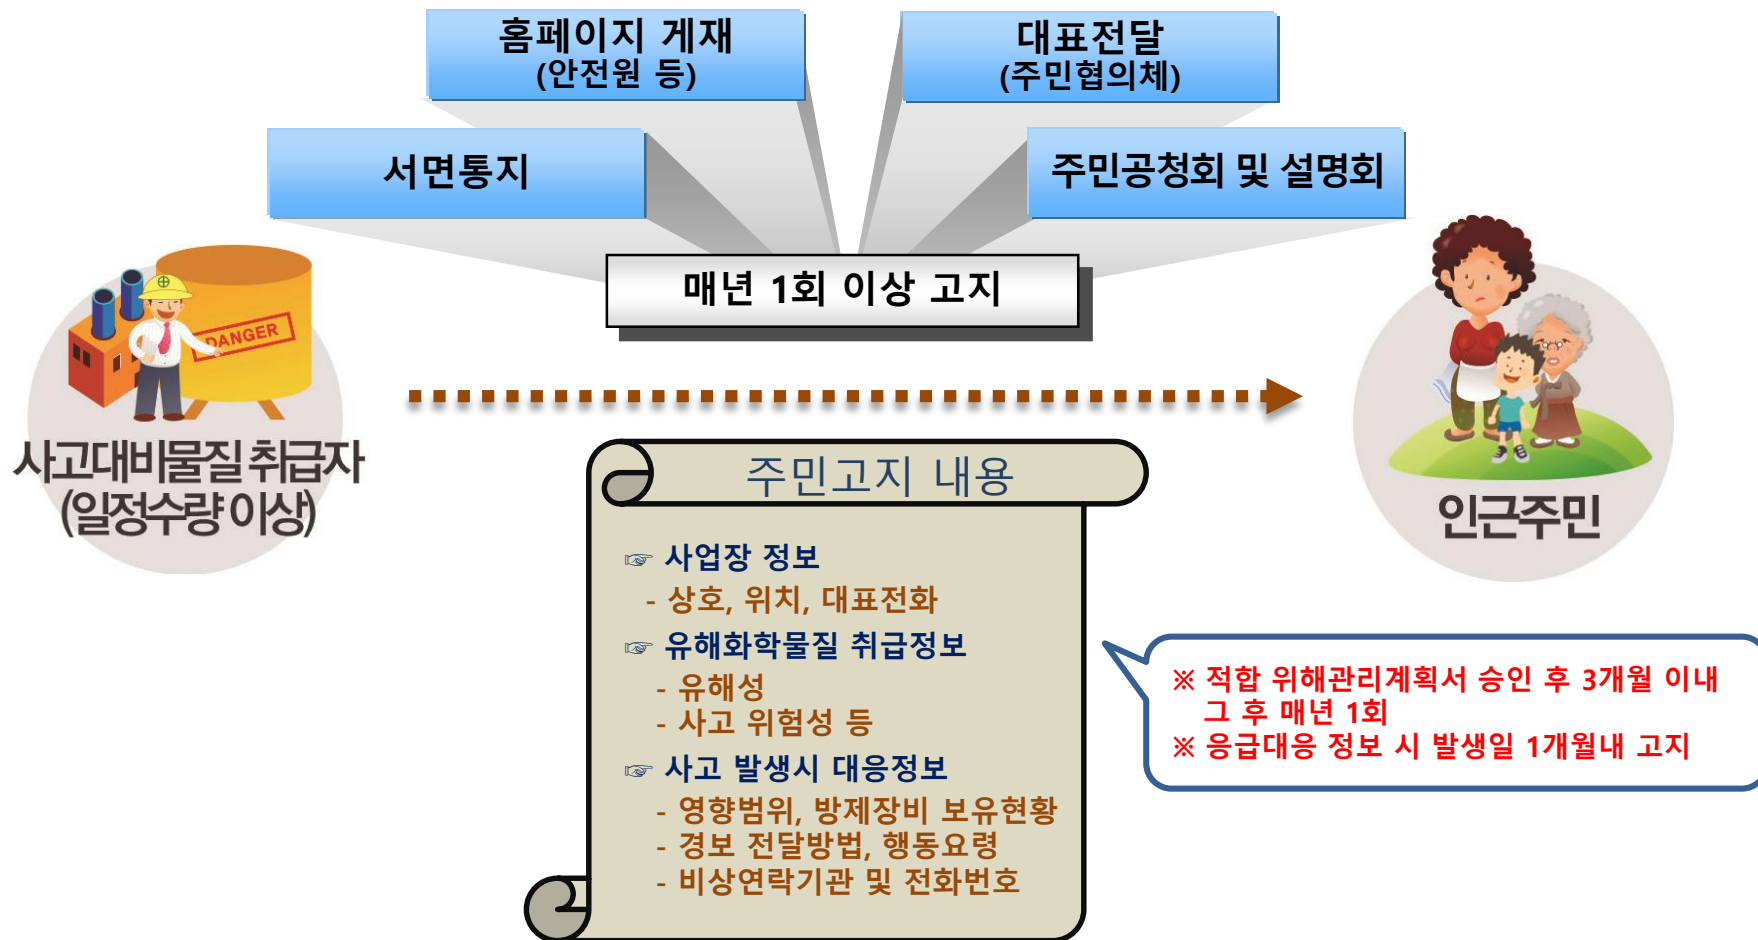 홈페이지 게재
(안전원 등)
대표전달
(주민협의체)
서면통지
주민공청회 및 설명회
매년 1회 이상 고지
DANGER
사고대비물질 취급자
(일정수량 이상)
인근주민
주민고지 내용
☞ 사업장 정보
- 상호, 위치, 대표전화
☞ 유해화학물질 취급정보
- 유해성
- 사고 위험성 등
☞ 사고 발생시 대응정보
- 영향범위, 방제장비 보유현황
- 경보 전달방법, 행동요령
- 비상연락기관 및 전화번호
※ 적합 위해관리계획서 승인 후 3개월 이내
그 후 매년 1회
※ 응급대응 정보 시 발생일 1개월내 고지